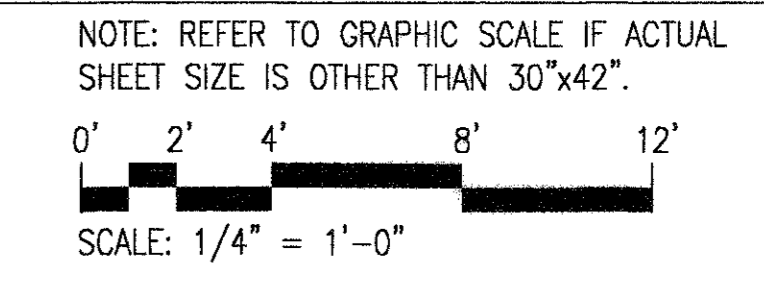 NOTE: REFER TO GRAPHIC SCALE IF ACTUAL
SHEET SIZE IS OTHER THAN 30"x42".
0' 2' 4' 8' 12'
SCALE: 1/4" = 1'-0"